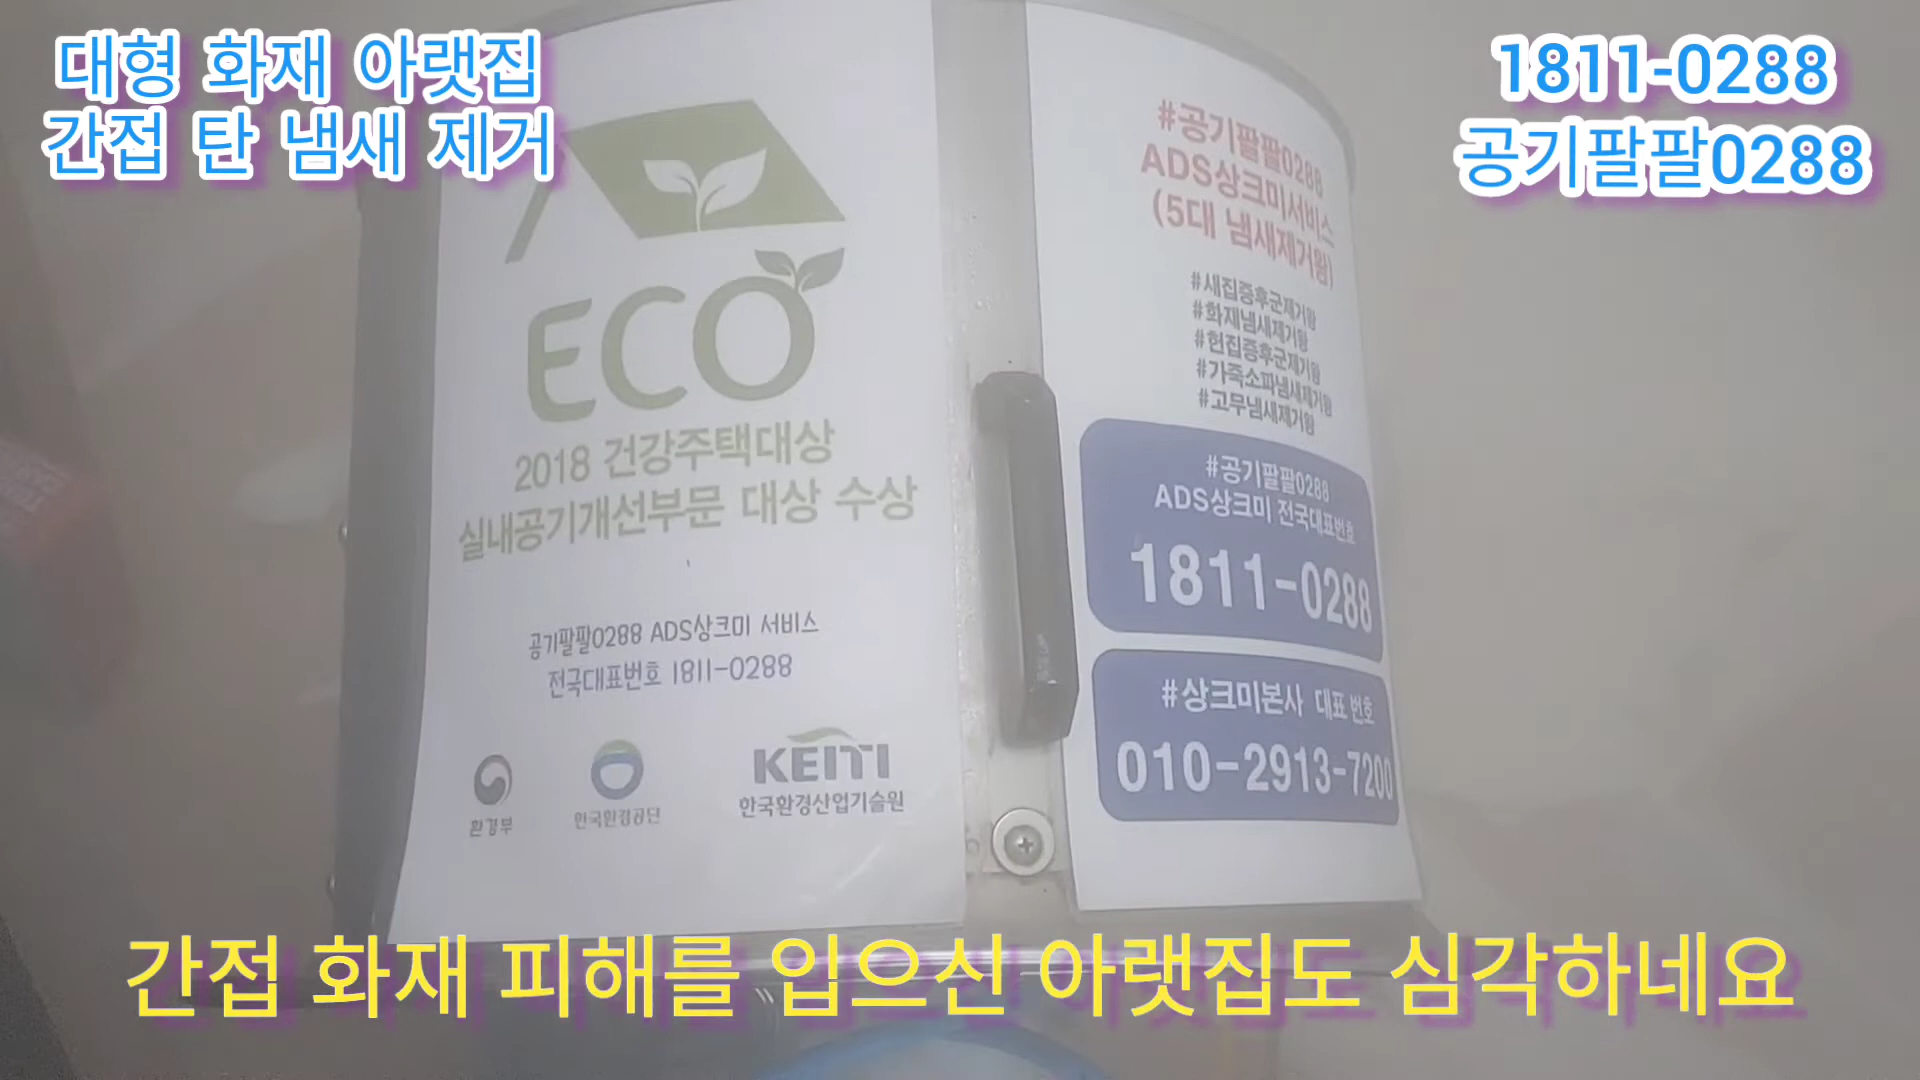 대형 화재 아랫집
간접 탄 냄새 제거
1811-0288
공기팔팔0288
ECO
2018 건강주택대상
실내공기개선부문 대상 수상
공기팔팔0288 ADS상크미 서비스
전국대표번호 1811-0288
환경부
한국환경공단
KEITI
한국환경산업기술원
#공기팔팔0288
ADS상크미서비스
(5대 냄새제거왕)
#새집증후군제거왕
#화재냄새제거왕
#헌집증후군제거왕
#가죽소파냄새제거왕
#고무냄새제거왕
#공기팔팔0288
ADS상크미 전국대표번호
1811-0288
#상크미본사 대표 번호
010-2913-7200
간접 화재 피해를 입으신 아랫집도 심각하네요